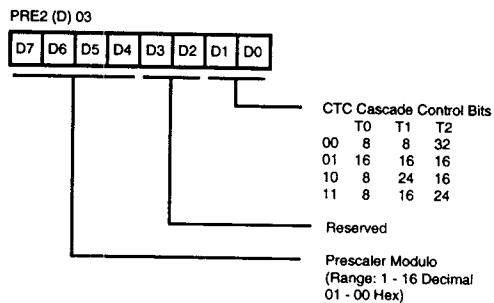 PRE2 (D) 03
D7 D6 D5 D4 D3 D2 D1 D0
CTC Cascade Control Bits
T0 T1 T2
00 8 8 32
01 16 16 16
10 8 24 16
11 8 16 24
Reserved
Prescaler Modulo
(Range: 1 - 16 Decimal
01 - 00 Hex)